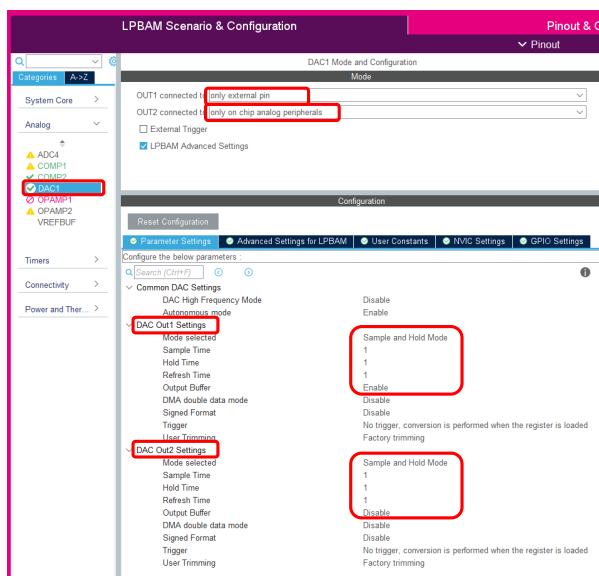 LPBAM Scenario & Configuration
Pinout & C
Pinout
Categories A->Z
System Core
Analog
ADC4
COMP1
COMP2
DAC1
OPAMP1
OPAMP2
VREFBUF
Timers
Connectivity
Power and Ther...
DAC1 Mode and Configuration
Mode
OUT1 connected to only external pin
OUT2 connected to only on chip analog peripherals
External Trigger
LPBAM Advanced Settings
Configuration
Reset Configuration
Parameter Settings Advanced Settings for LPBAM User Constants NVIC Settings GPIO Settings
Configure the below parameters :
Search (Ctrl+F)
Common DAC Settings
DAC High Frequency Mode Disable
Autonomous mode Enable
DAC Out1 Settings
Mode selected Sample and Hold Mode
Sample Time 1
Hold Time 1
Refresh Time 1
Output Buffer Enable
DMA double data mode Disable
Signed Format Disable
Trigger No trigger, conversion is performed when the register is loaded
User Trimming Factory trimming
DAC Out2 Settings
Mode selected Sample and Hold Mode
Sample Time 1
Hold Time 1
Refresh Time 1
Output Buffer Disable
DMA double data mode Disable
Signed Format Disable
Trigger No trigger, conversion is performed when the register is loaded
User Trimming Factory trimming